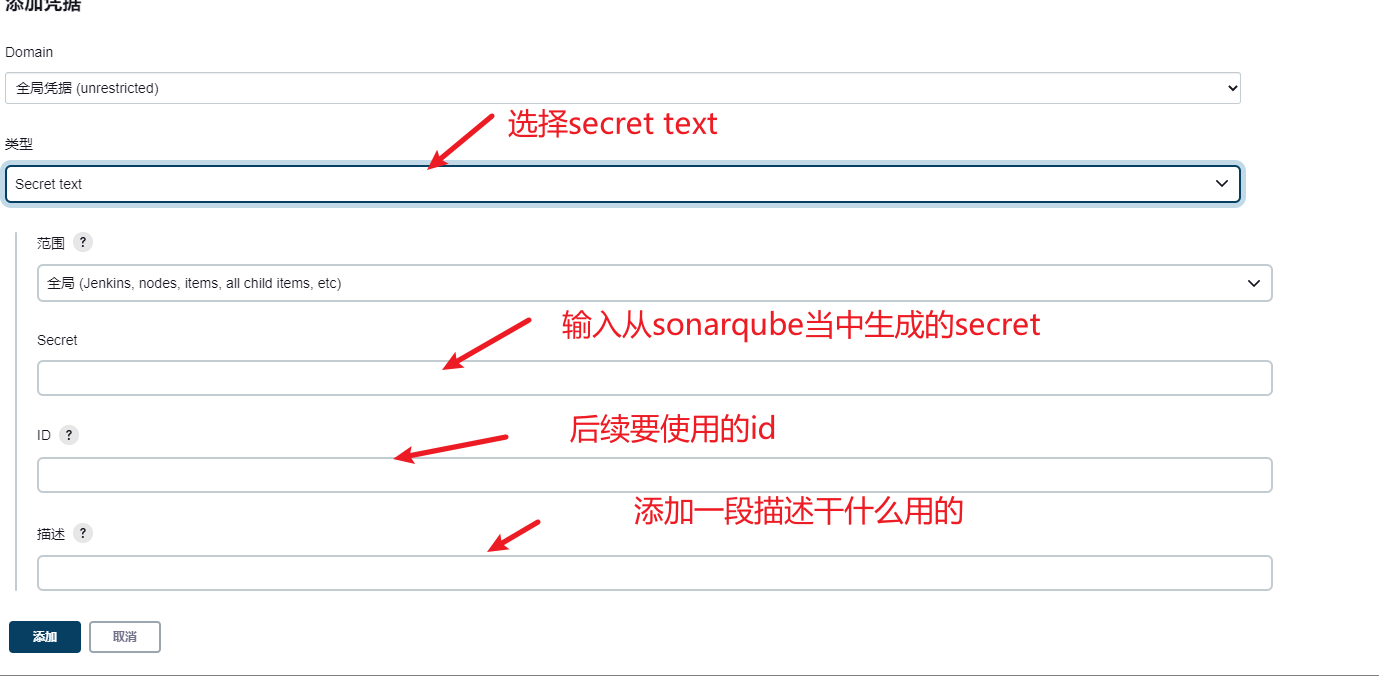 添加凭据
Domain
全局凭据 (unrestricted)
选择secret text
类型
Secret text
范围 ?
全局 (Jenkins, nodes, items, all child items, etc)
输入从sonarqube当中生成的secret
Secret
后续要使用的id
ID ?
添加一段描述干什么用的
描述 ?
添加 取消